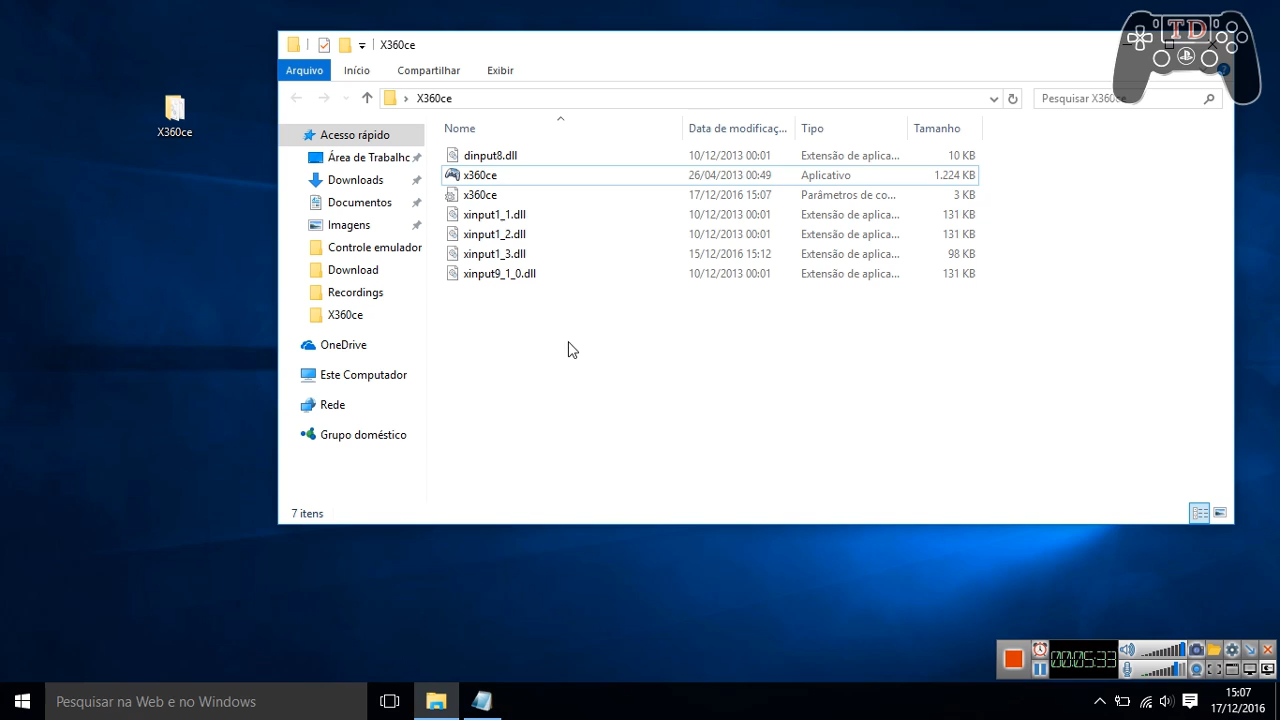 X360ce
TD
Arquivo Início Compartilhar Exibir
X360ce
Pesquisar X360ce
X360ce
Nome Data de modificaç... Tipo Tamanho
dinput8.dll 10/12/2013 00:01 Extensão de aplica... 10 KB
x360ce 26/04/2013 00:49 Aplicativo 1.224 KB
x360ce 17/12/2016 15:07 Parâmetros de co... 3 KB
xinput1_1.dll 10/12/2013 00:01 Extensão de aplica... 131 KB
xinput1_2.dll 10/12/2013 00:01 Extensão de aplica... 131 KB
xinput1_3.dll 15/12/2016 15:12 Extensão de aplica... 98 KB
xinput9_1_0.dll 10/12/2013 00:01 Extensão de aplica... 131 KB
Acesso rápido
Área de Trabalhc
Downloads
Documentos
Imagens
Controle emulador
Download
Recordings
X360ce
OneDrive
Este Computador
Rede
Grupo doméstico
7 itens
00:05:33
Pesquisar na Web e no Windows
15:07
17/12/2016